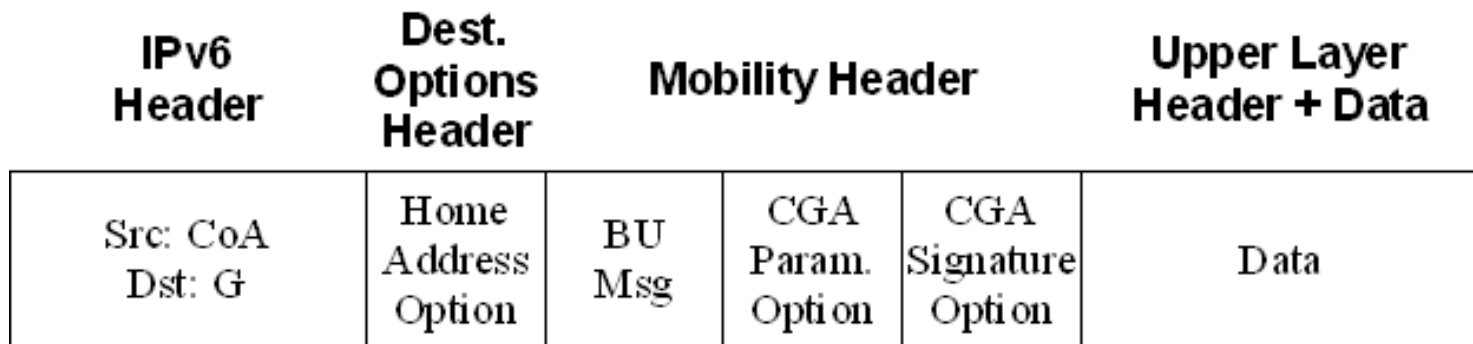 IPv6
Header
Dest.
Options
Header
Mobility Header
Upper Layer
Header + Data
Src: CoA
Dst: G
Home
Address
Option
BU
Msg
CGA
Param.
Option
CGA
Signature
Option
Data